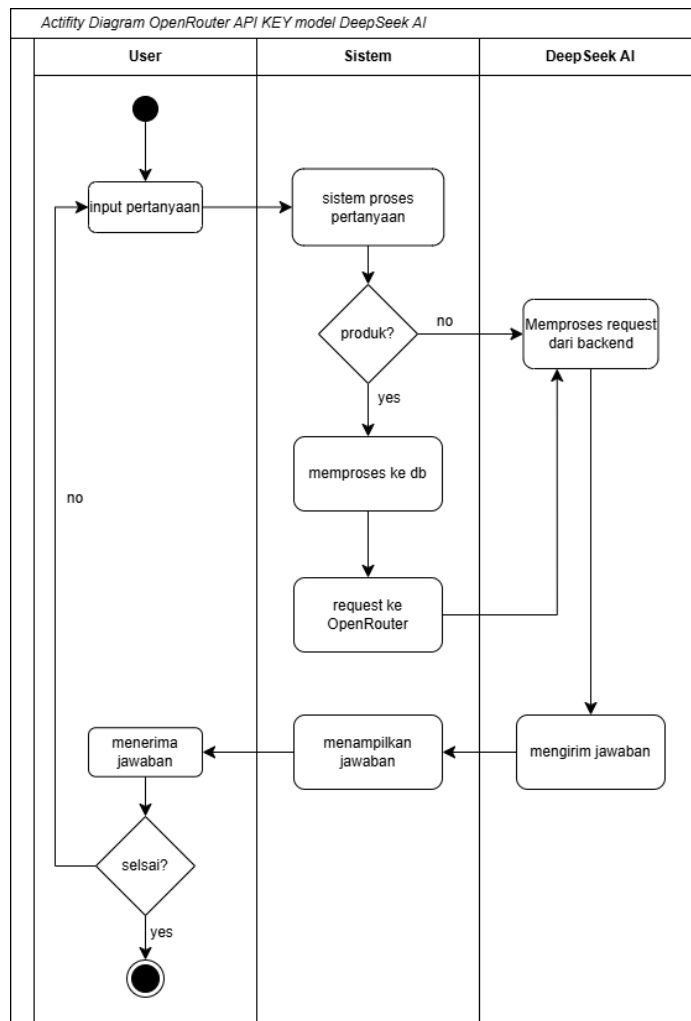 Actifity Diagram OpenRouter API KEY model DeepSeek AI
User
Sistem
DeepSeek AI
input pertanyaan
sistem proses
pertanyaan
produk?
no
Memproses request
dari backend
yes
memproses ke db
no
request ke
OpenRouter
menerima
jawaban
menampilkan
jawaban
mengirim jawaban
selsai?
yes